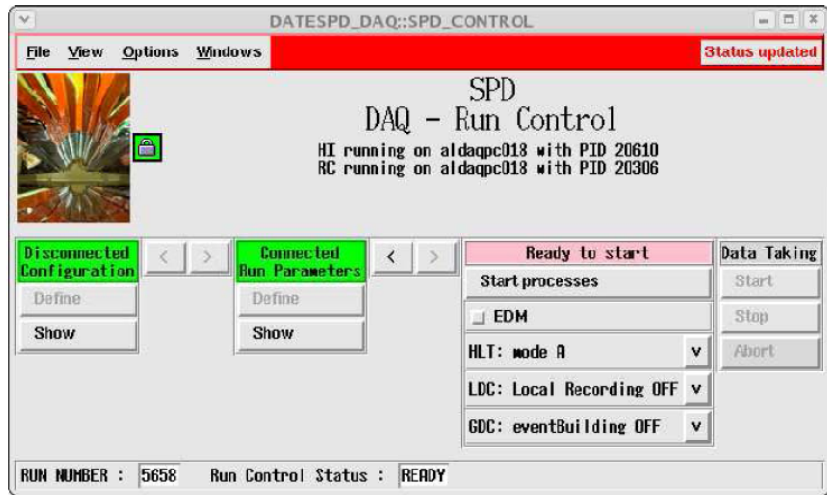 DATESPD_DAQ::SPD_CONTROL
File View Options Windows
Status updated
SPD
DAQ - Run Control
HI running on aldaqpc018 with PID 20610
RC running on aldaqpc018 with PID 20306
Disconnected
Configuration
< >
Define
Show
Connected
Run Parameters
< >
Define
Show
Ready to start
Start processes
EDM
HLT: mode A v
LDC: Local Recording OFF v
GDC: eventBuilding OFF v
Data Taking
Start
Stop
Abort
RUN NUMBER : 5658 Run Control Status : READY